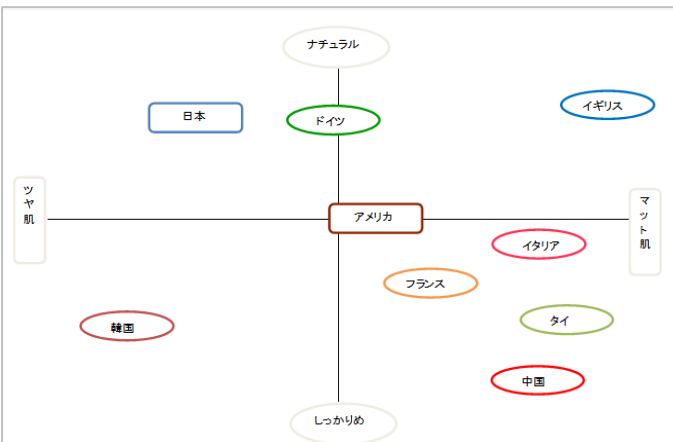 ナチュラル
日本
ドイツ
イギリス
ツヤ肌
アメリカ
マット肌
イタリア
フランス
韓国
タイ
中国
しっかりめ